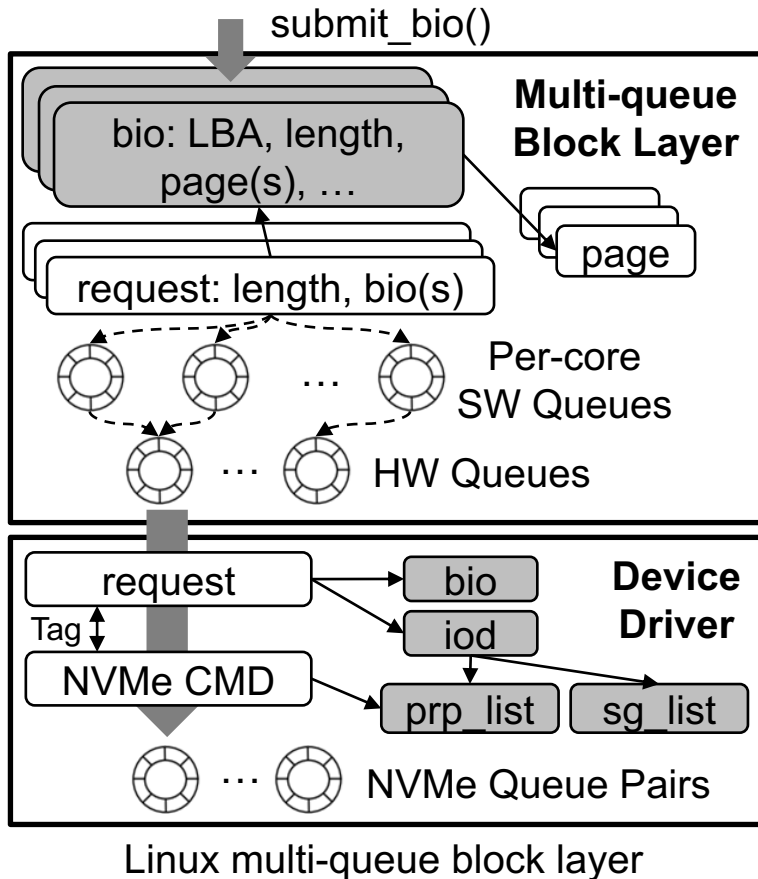 submit_bio()
Multi-queue
Block Layer
bio: LBA, length,
page(s), …
page
request: length, bio(s)
Per-core
SW Queues
…
HW Queues
…
request
bio
Device
Driver
Tag
iod
NVMe CMD
prp_list
sg_list
…
NVMe Queue Pairs
Linux multi-queue block layer